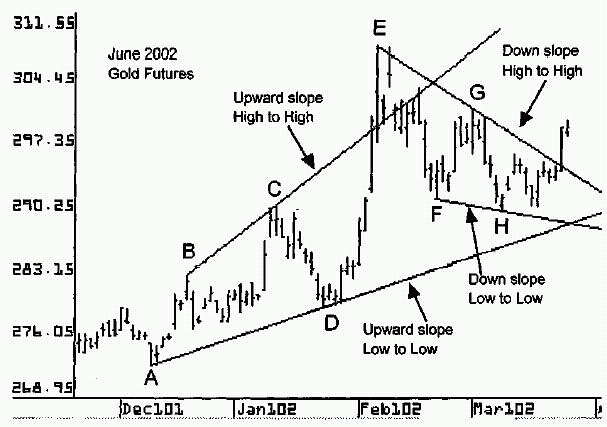 311.55
304.45
297.35
290.25
283.15
276.05
268.95
June 2002
Gold Futures
Upward slope
High to High
Down slope
High to High
E
G
C
B
F
H
D
A
Down slope
Low to Low
Upward slope
Low to Low
Dec101
Jan102
Feb102
Mar102